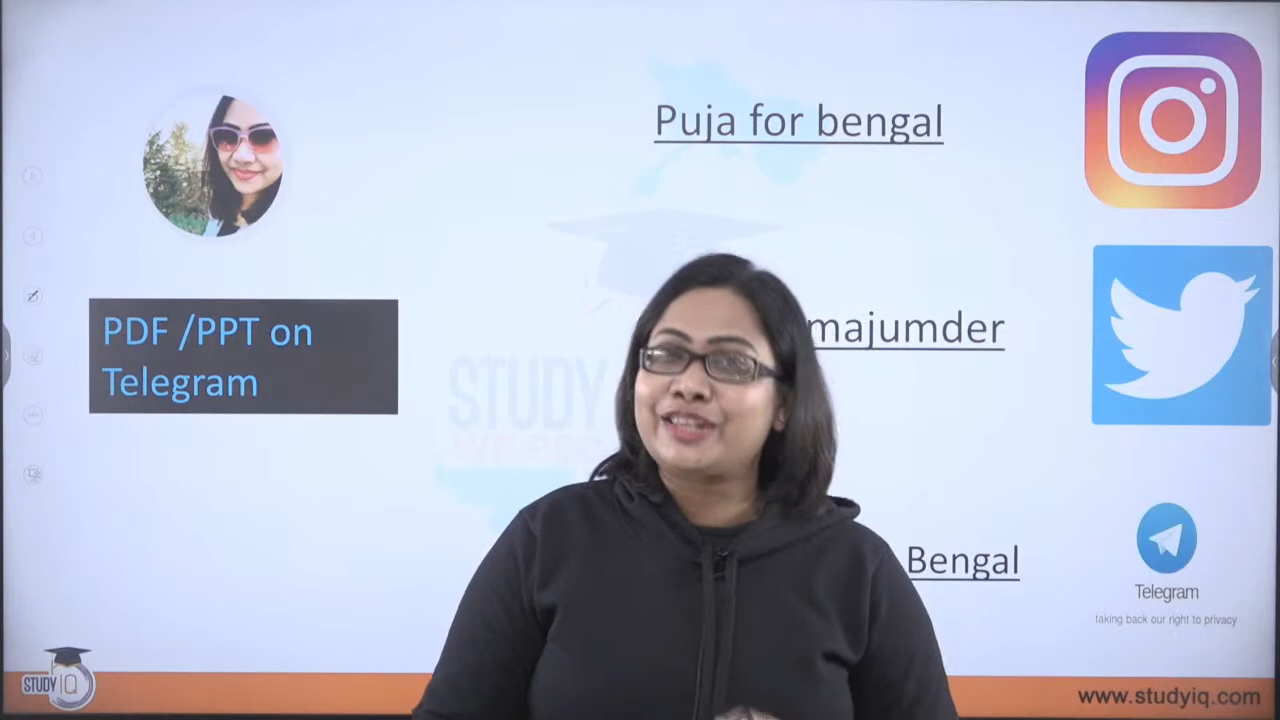 Puja for bengal
PDF /PPT on
Telegram
majumder
STUDY
Bengal
Telegram
taking back our right to privacy
STUDY IQ
www.studyiq.com